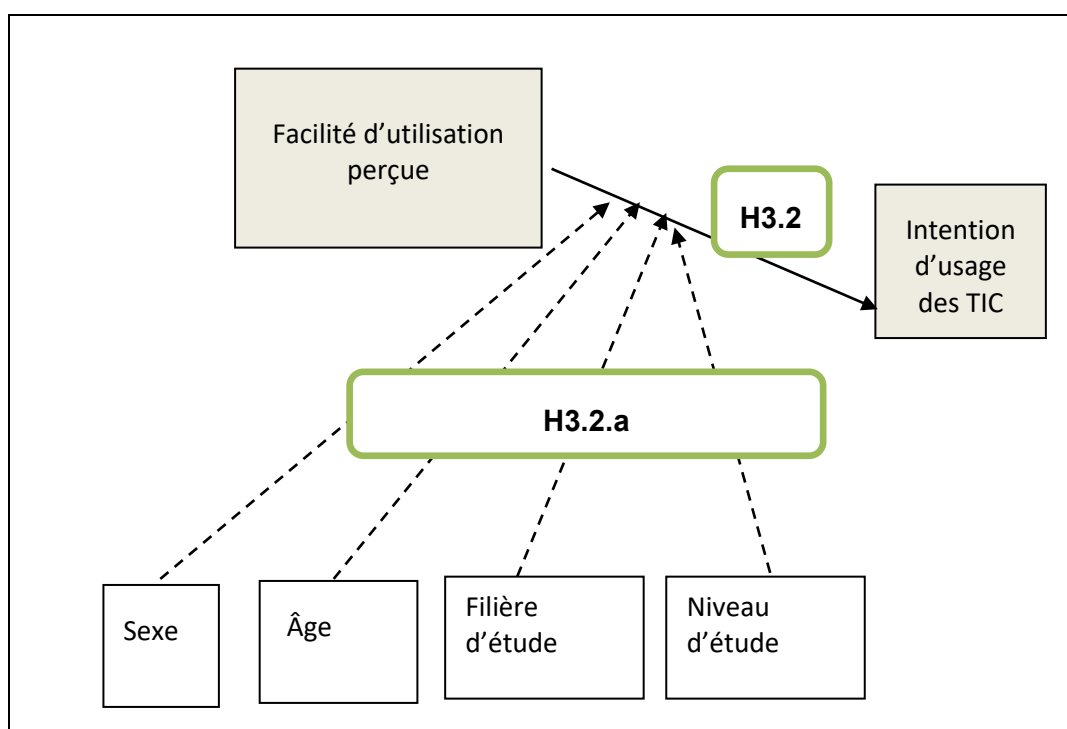 Facilité d’utilisation
perçue
H3.2
Intention
d’usage
des TIC
H3.2.a
Sexe
Âge
Filière
d’étude
Niveau
d’étude